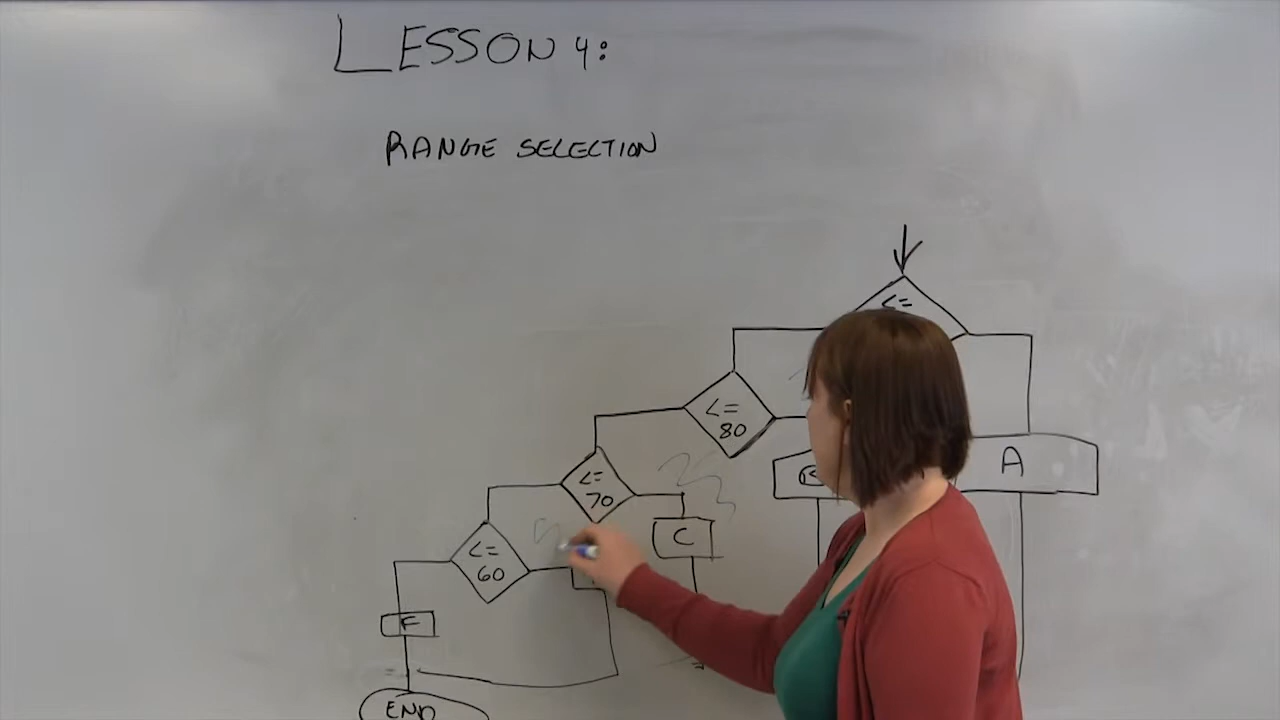 LESSON 4:
RANGE SELECTION
<=
<=
80
<=
70
A
C
<=
60
F
END